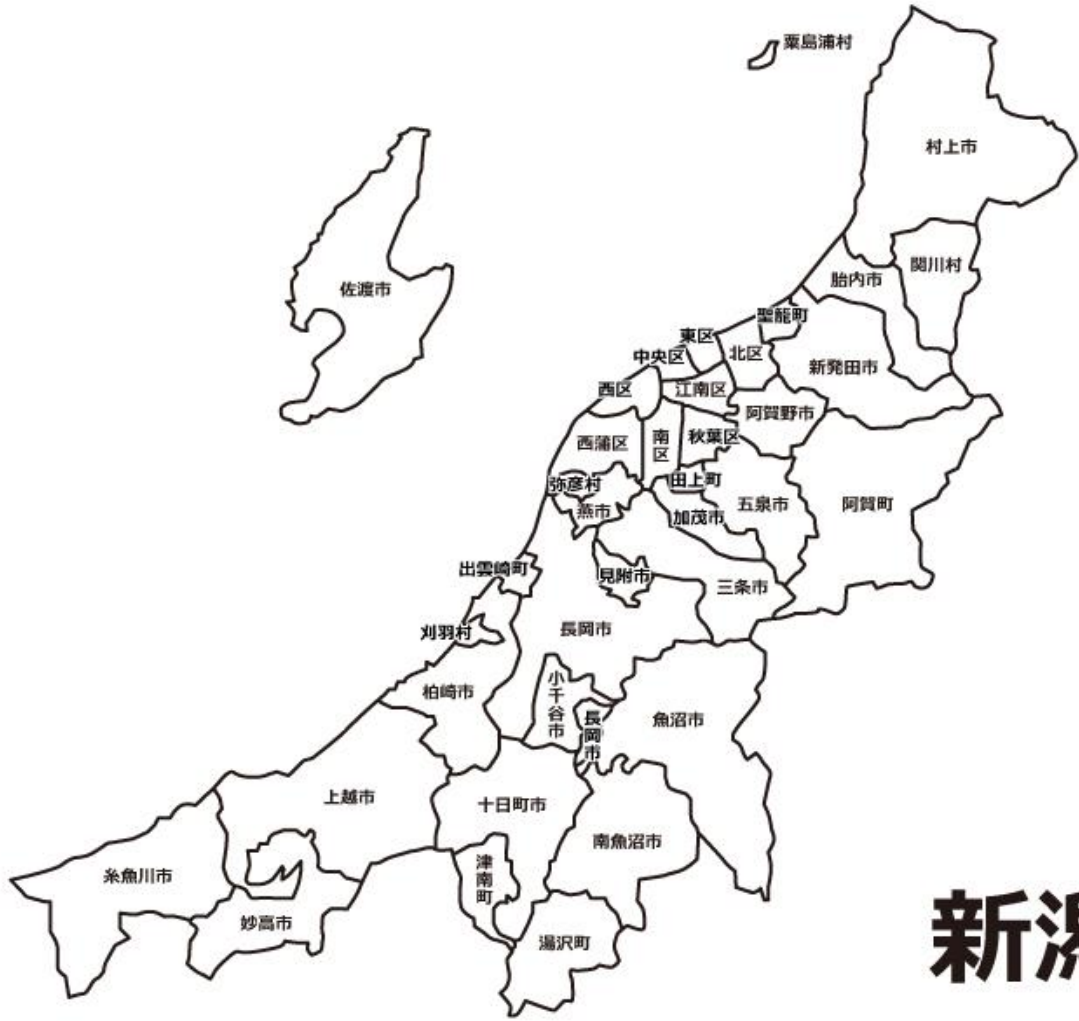 粟島浦村
村上市
関川村
胎内市
佐渡市
聖籠町
東区
北区
中央区
新発田市
西区
江南区
阿賀野市
西蒲区
南区
秋葉区
弥彦村
田上町
燕市
加茂市
五泉市
阿賀町
出雲崎町
見附市
三条市
刈羽村
長岡市
柏崎市
小千谷市
長岡市
魚沼市
上越市
十日町市
南魚沼市
糸魚川市
津南町
妙高市
湯沢町
新潟